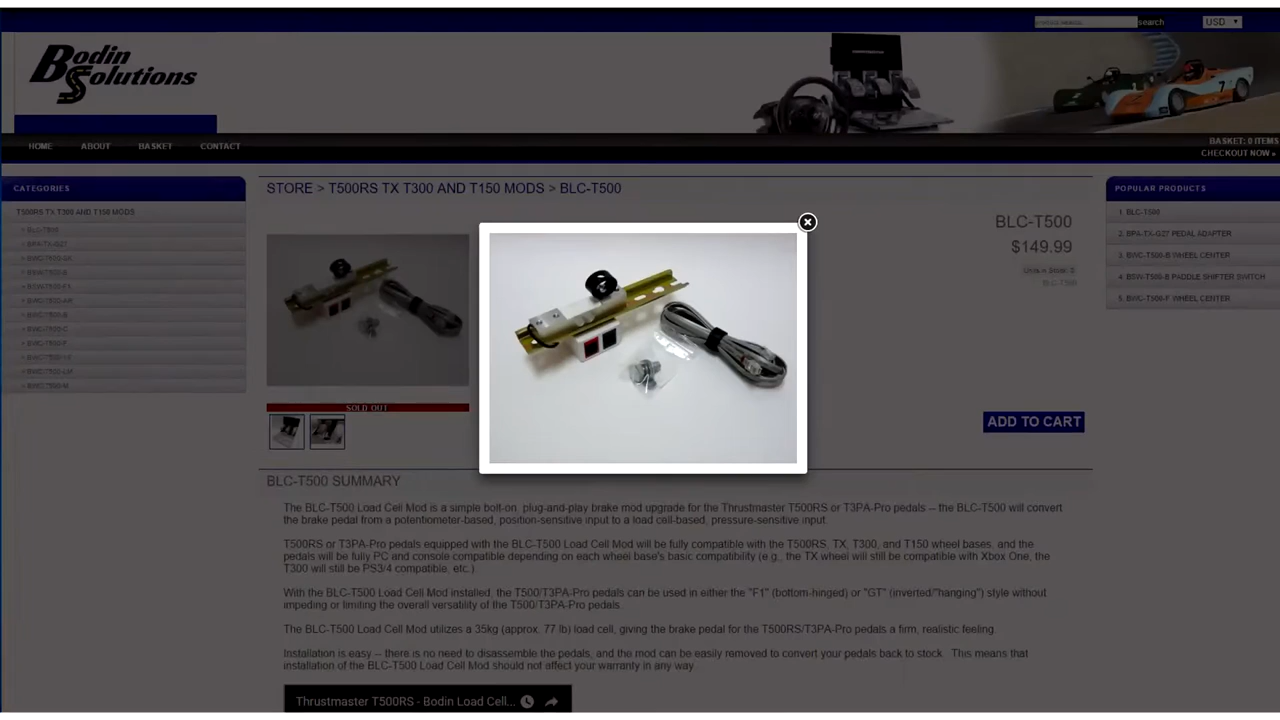 search
USD
Bodin
Solutions
7
HOME
ABOUT
BASKET
CONTACT
BASKET: 0 ITEMS
CHECKOUT NOW »
CATEGORIES
T500RS TX T300 AND T150 MODS
» BLC-T500
» BPA-TX-G27
STORE > T500RS TX T300 AND T150 MODS > BLC-T500
BLC-T500
$149.99
BLC-T500
SOLD OUT
ADD TO CART
POPULAR PRODUCTS
1. BLC-T500
2. BPA-TX-G27 PEDAL ADAPTER
3. BWC-T500-B WHEEL CENTER
4. BSW-T500-B PADDLE SHIFTER SWITCH
5. BWC-T500-F WHEEL CENTER
BLC-T500 SUMMARY
The BLC-T500 Load Cell Mod is a simple bolt-on, plug-and-play brake mod upgrade for the Thrustmaster T500RS or T3PA-Pro pedals -- the BLC-T500 will convert
the brake pedal from a potentiometer-based, position-sensitive input to a load cell-based, pressure-sensitive input.
T500RS or T3PA-Pro pedals equipped with the BLC-T500 Load Cell Mod will be fully compatible with the T500RS, TX, T300, and T150 wheel bases, and the
pedals will be fully PC and console compatible depending on each wheel base's basic compatibility (e.g., the TX wheel will still be compatible with Xbox One, the
T300 will still be PS3/4 compatible, etc.)
With the BLC-T500 Load Cell Mod installed, the T500/T3PA-Pro pedals can be used in either the "F1" (bottom-hinged) or "GT" (inverted/"hanging") style without
impeding or limiting the overall versatility of the T500/T3PA-Pro pedals.
The BLC-T500 Load Cell Mod utilizes a 35kg (approx. 77 lb) load cell, giving the brake pedal for the T500RS/T3PA-Pro pedals a firm, realistic feeling.
Installation is easy -- there is no need to disassemble the pedals, and the mod can be easily removed to convert your pedals back to stock. This means that
installation of the BLC-T500 Load Cell Mod should not affect your warranty in any way.
Thrustmaster T500RS - Bodin Load Cell...